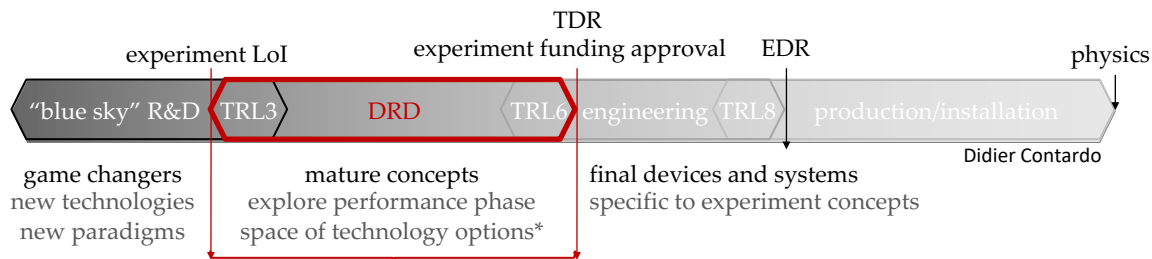 TDR
experiment LoI
experiment funding approval
EDR
physics
“blue sky” R&D
TRL3
DRD
TRL6
engineering
TRL8
production/installation
Didier Contardo
game changers
new technologies
new paradigms
mature concepts
explore performance phase
space of technology options*
final devices and systems
specific to experiment concepts